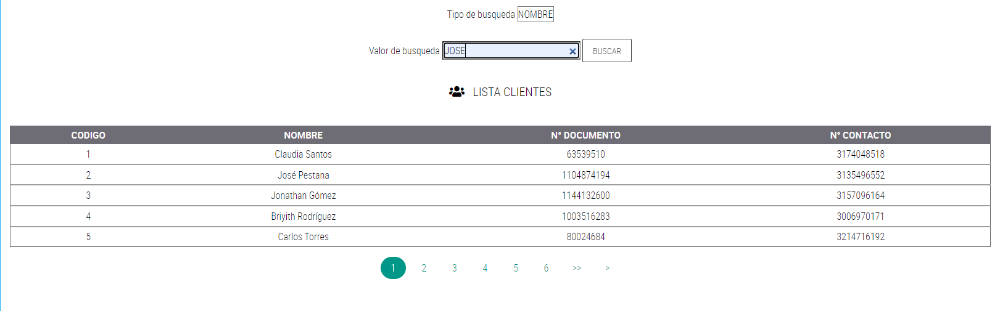 Tipo de busqueda NOMBRE
Valor de busqueda JOSE BUSCAR
LISTA CLIENTES
CODIGO NOMBRE N° DOCUMENTO N° CONTACTO
1 Claudia Santos 63539510 3174048518
2 José Pestana 1104874194 3135496552
3 Jonathan Gómez 1144132600 3157096164
4 Briyith Rodríguez 1003516283 3006970171
5 Carlos Torres 80024684 3214716192
1 2 3 4 5 6 >> >